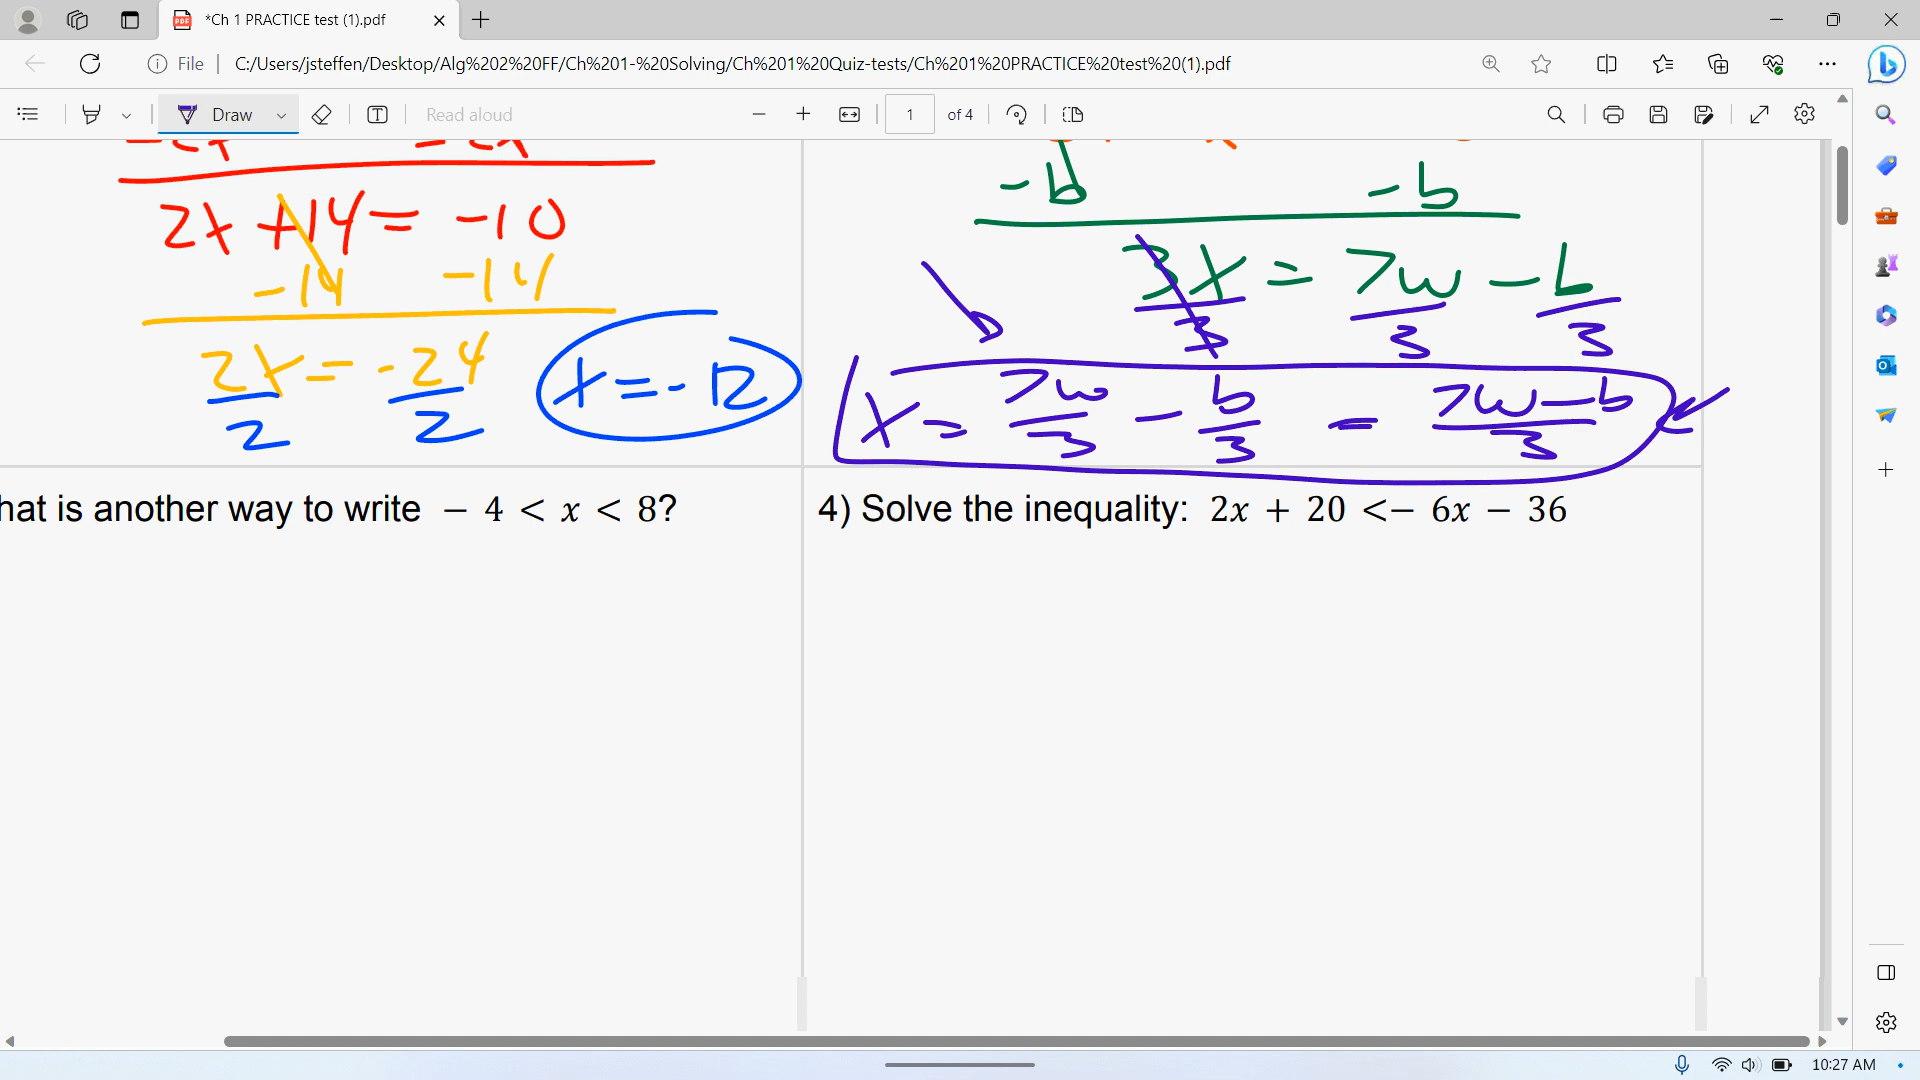 *Ch 1 PRACTICE test (1).pdf
File
C:/Users/jsteffen/Desktop/Alg%202%20FF/Ch%201-%20Solving/Ch%201%20Quiz-tests/Ch%201%20PRACTICE%20test%20(1).pdf
Draw
Read aloud
1 of 4
2x +14 = -10
-14 -14
2x = -24
2 2
x = -12
-b -b
3x = 7w - b
3 3 3
x = 7w/3 - b/3 = 7w-b/3
hat is another way to write − 4 < x < 8?
4) Solve the inequality: 2x + 20 <− 6x − 36
10:27 AM